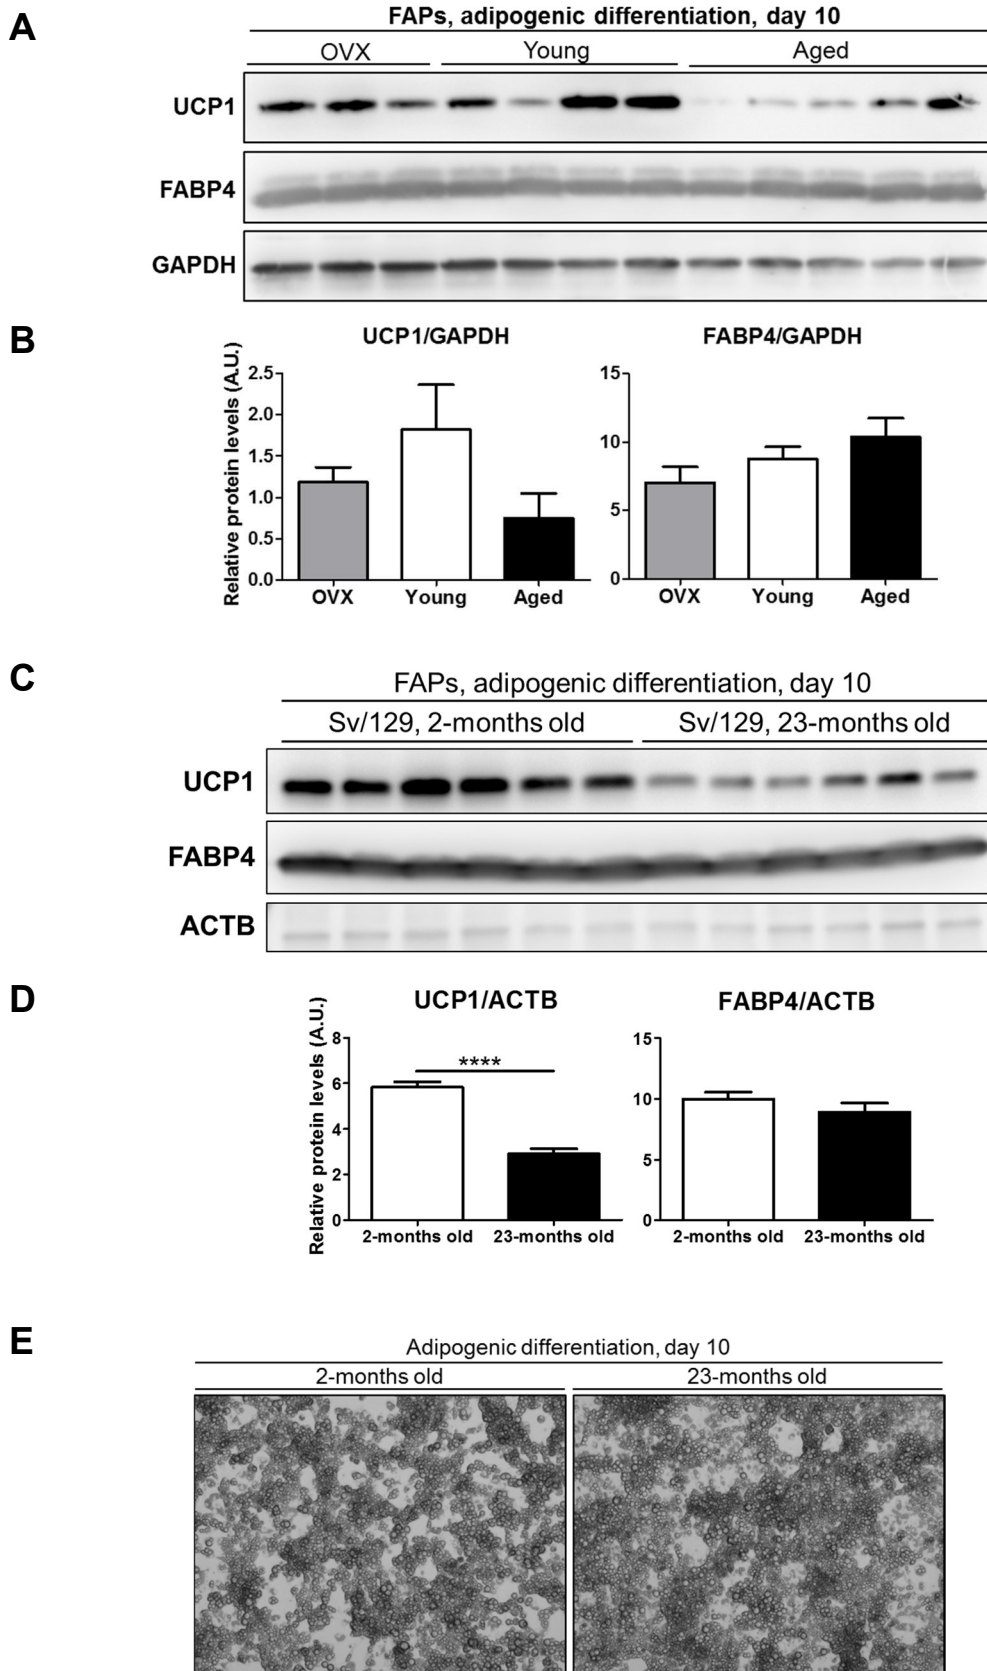 A
FAPs, adipogenic differentiation, day 10
OVX Young Aged
UCP1
FABP4
GAPDH
B
UCP1/GAPDH FABP4/GAPDH
Relative protein levels (A.U.)
2.5
2.0
1.5
1.0
0.5
0.0
OVX Young Aged
15
10
5
0
OVX Young Aged
C
FAPs, adipogenic differentiation, day 10
Sv/129, 2-months old Sv/129, 23-months old
UCP1
FABP4
ACTB
D
UCP1/ACTB FABP4/ACTB
Relative protein levels (A.U.)
8
6
4
2
0
****
2-months old 23-months old
15
10
5
0
2-months old 23-months old
E
Adipogenic differentiation, day 10
2-months old 23-months old